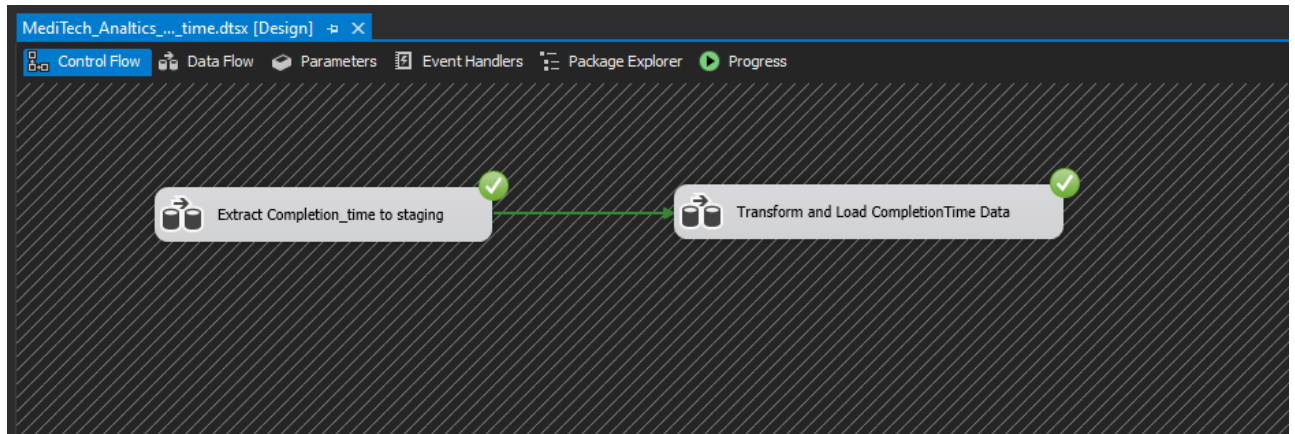 MediTech_Analtics_..._time.dtsx [Design]
Control Flow Data Flow Parameters Event Handlers Package Explorer Progress
Extract Completion_time to staging
Transform and Load CompletionTime Data